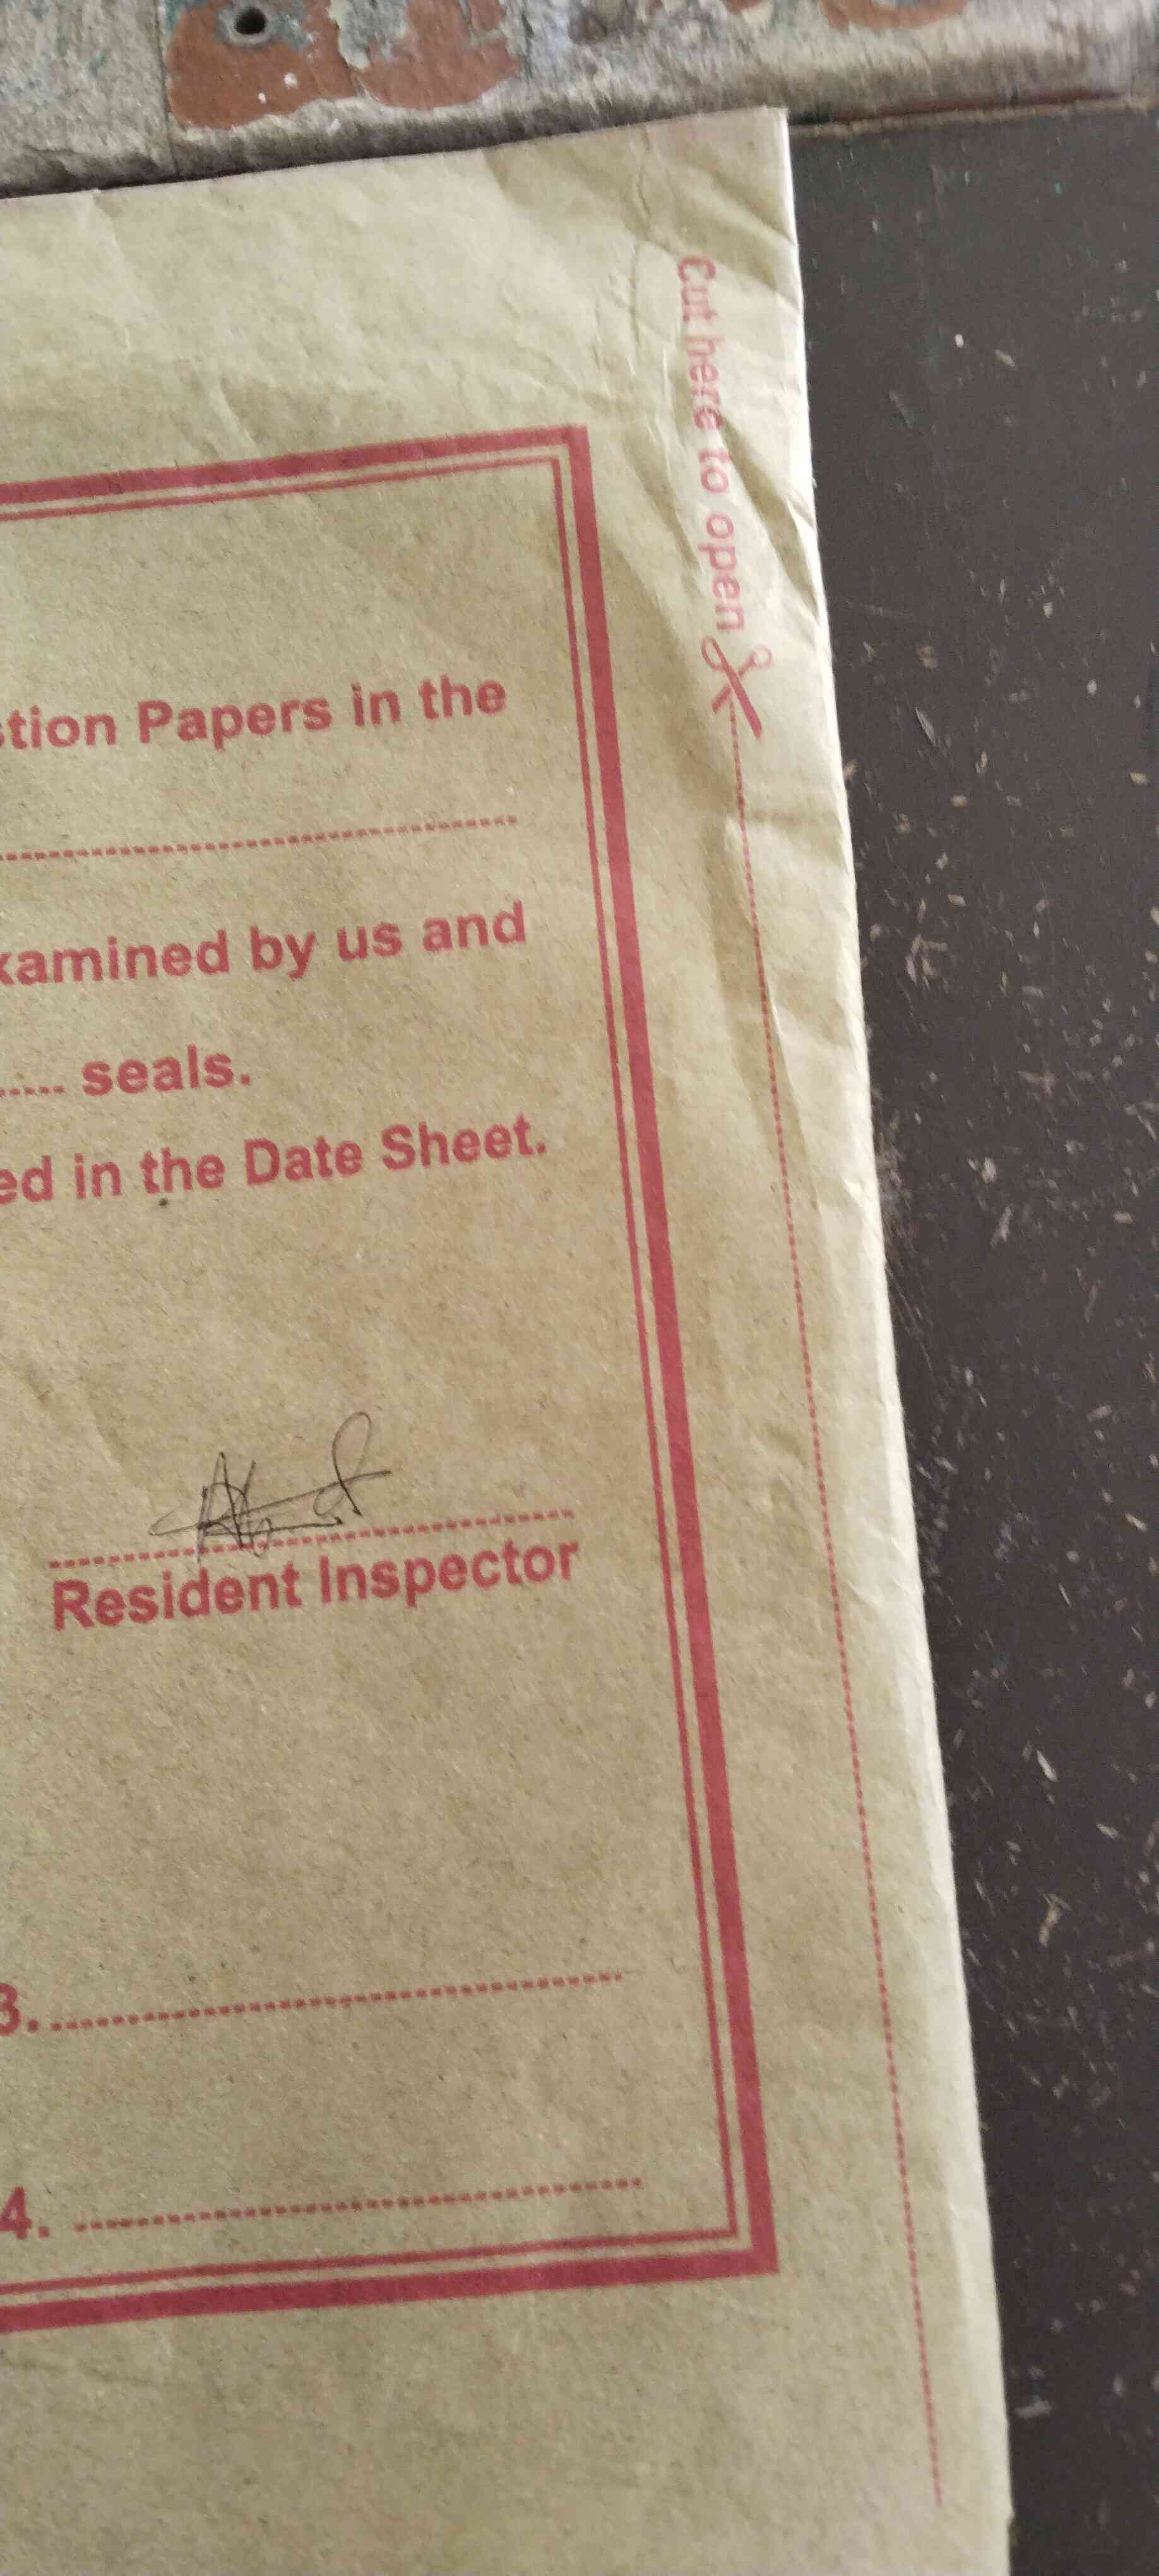 Cut here to open
stion Papers in the
xamined by us and
seals.
ed in the Date Sheet.
Resident Inspector
3.
4.